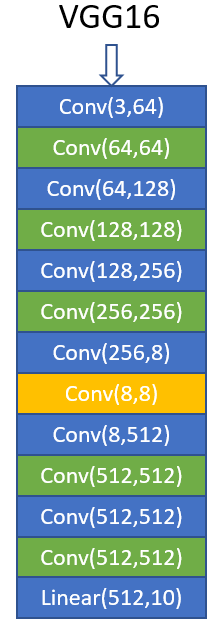 VGG16
Conv(3,64)
Conv(64,64)
Conv(64,128)
Conv(128,128)
Conv(128,256)
Conv(256,256)
Conv(256,8)
Conv(8,8)
Conv(8,512)
Conv(512,512)
Conv(512,512)
Conv(512,512)
Linear(512,10)